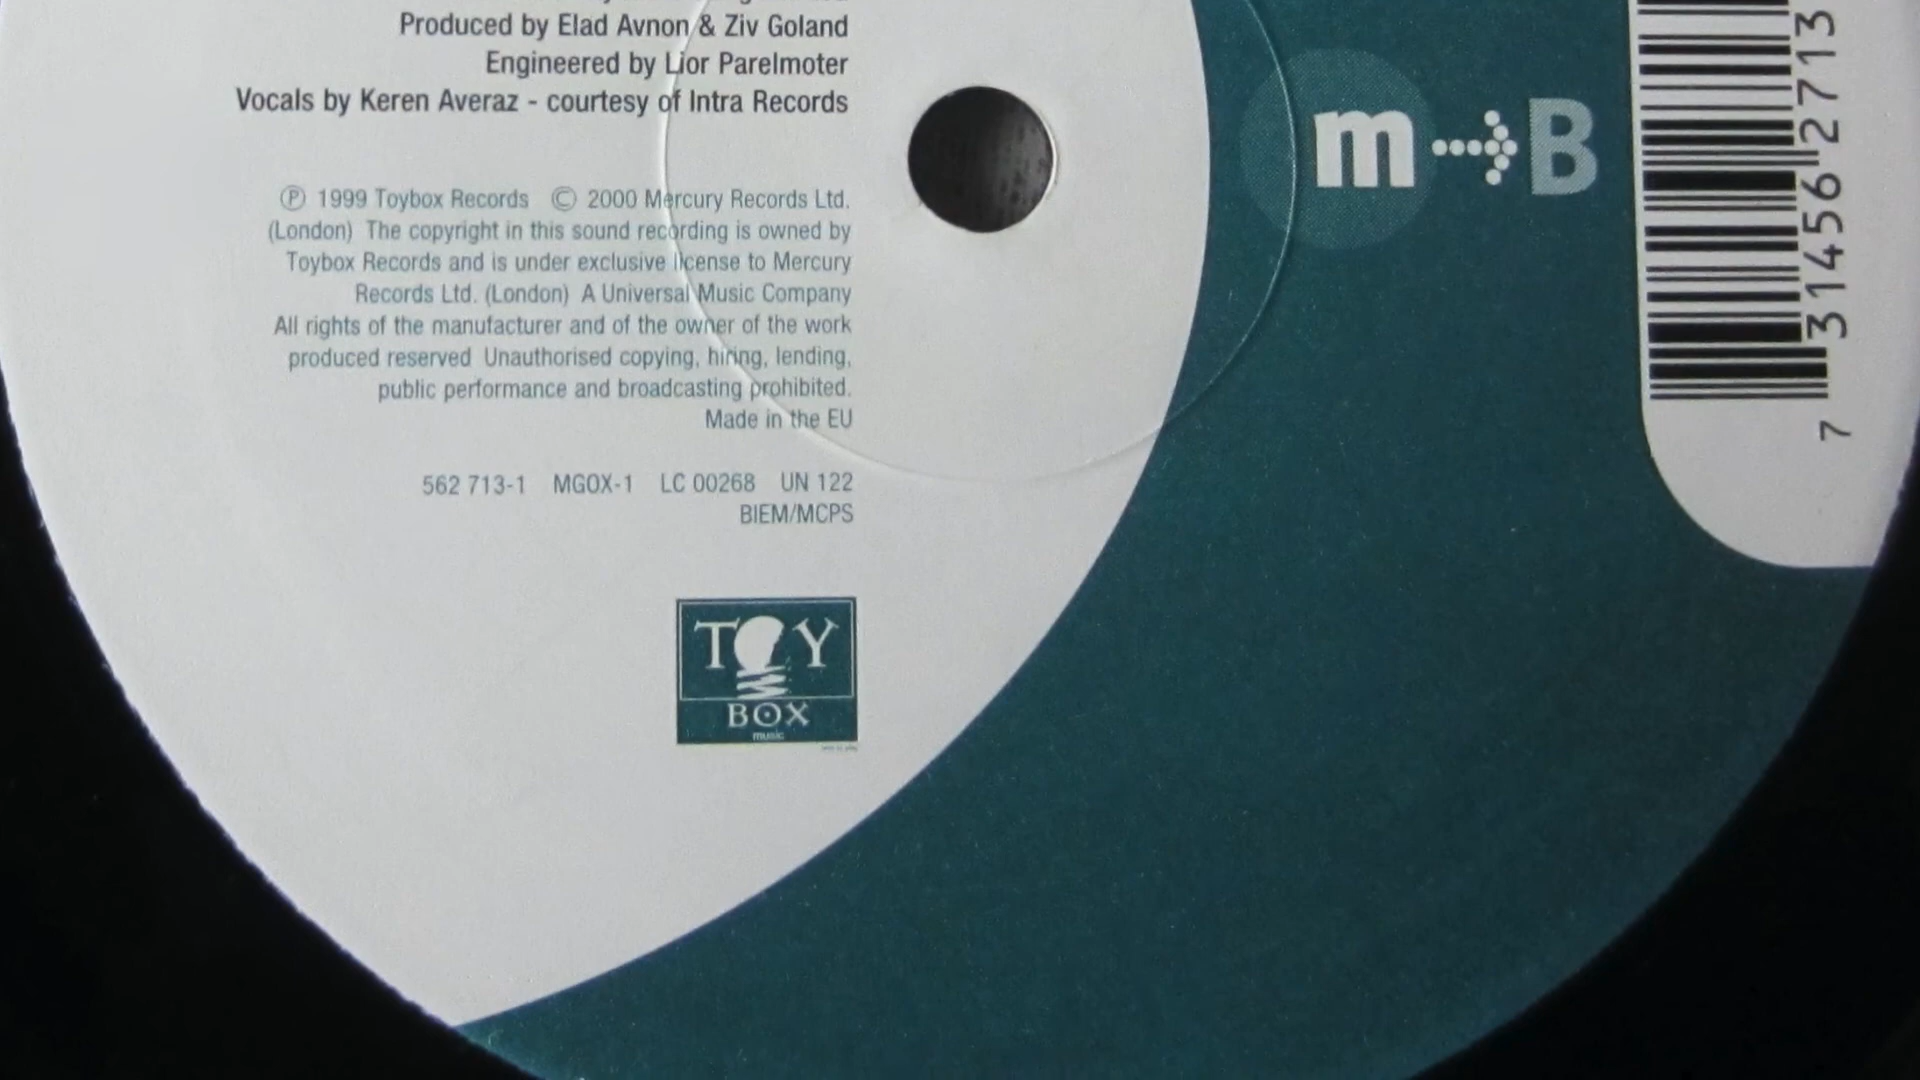 Produced by Elad Avnon & Ziv Goland
Engineered by Lior Parelmoter
Vocals by Keren Averaz - courtesy of Intra Records
Ⓟ 1999 Toybox Records © 2000 Mercury Records Ltd.
(London) The copyright in this sound recording is owned by
Toybox Records and is under exclusive license to Mercury
Records Ltd. (London) A Universal Music Company
All rights of the manufacturer and of the owner of the work
produced reserved Unauthorised copying, hiring, lending,
public performance and broadcasting prohibited.
Made in the EU
562 713-1 MGOX-1 LC 00268 UN 122
BIEM/MCPS
TOY
BOX
music
m B
7 31456 2713